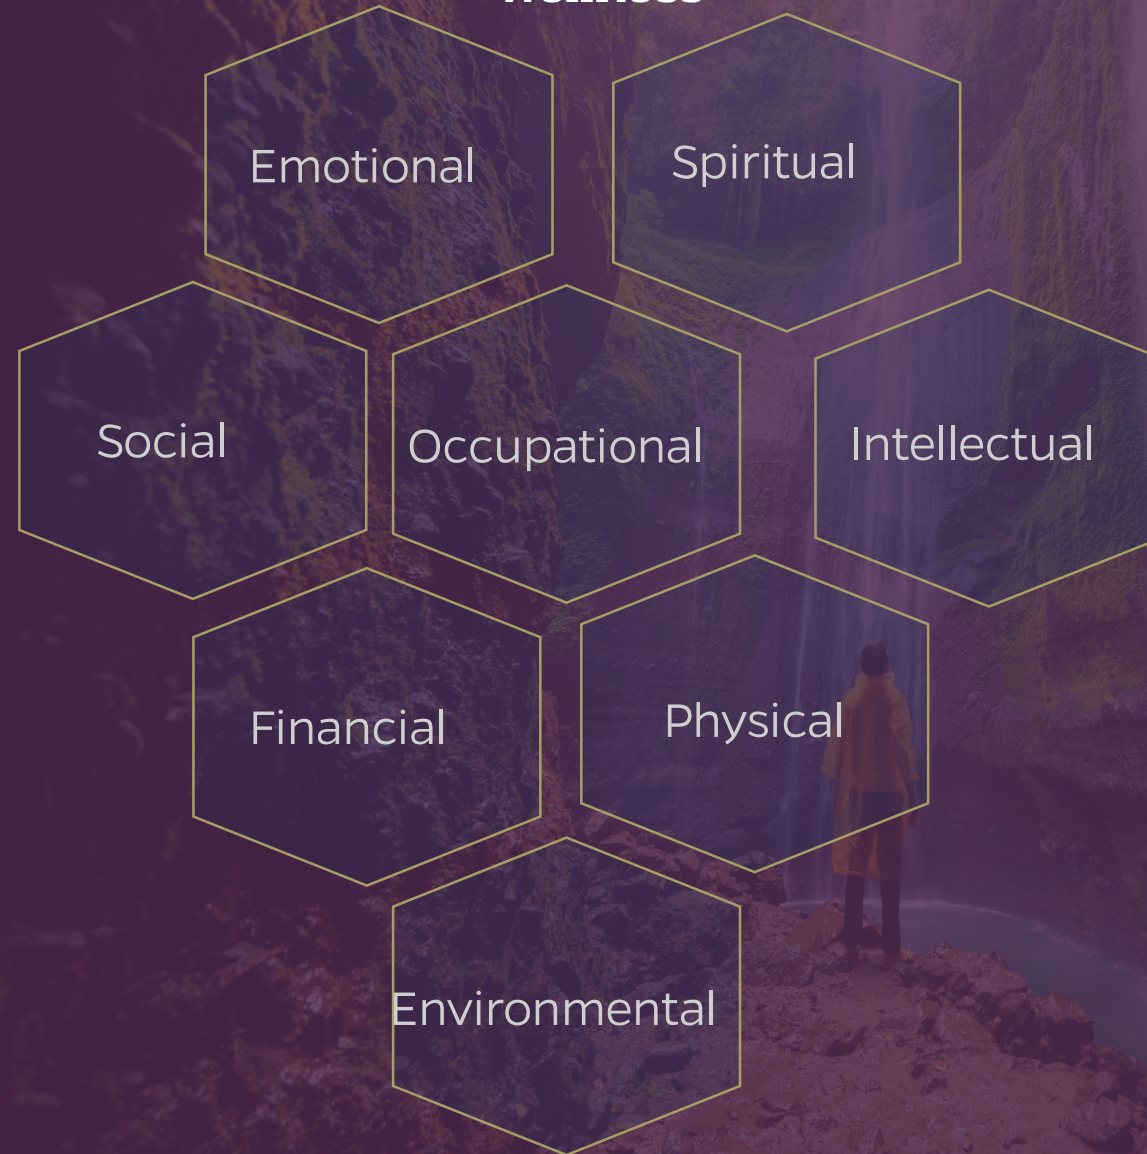 Emotional
Spiritual
Social
Occupational
Intellectual
Financial
Physical
Environmental